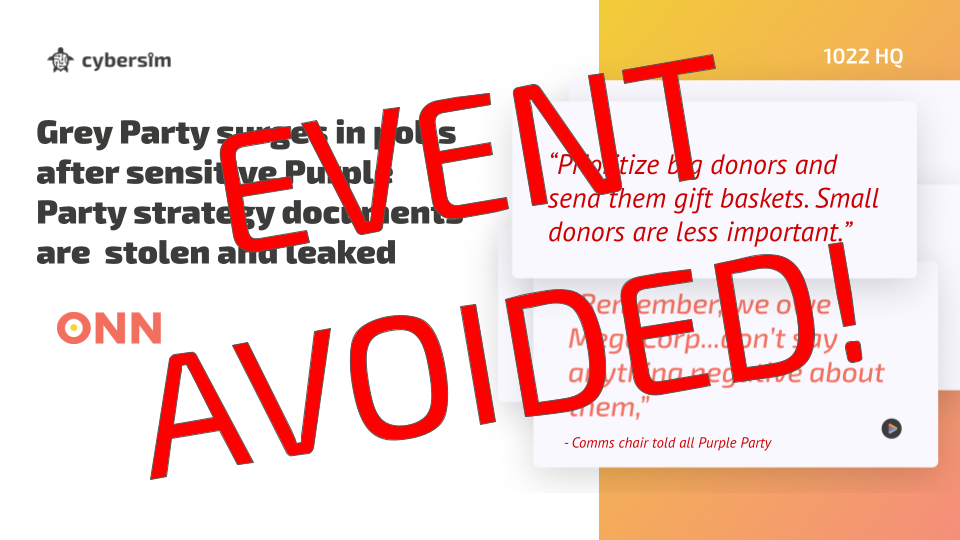 cybersim
1022 HQ
Grey Party surges in polls
after sensitive Purple
Party strategy documents
are stolen and leaked
ONN
“Prioritize big donors and
send them gift baskets. Small
donors are less important.”
“Remember, we owe
MegaCorp...don’t say
anything negative about
them,”
- Comms chair told all Purple Party
EVENT
AVOIDED!